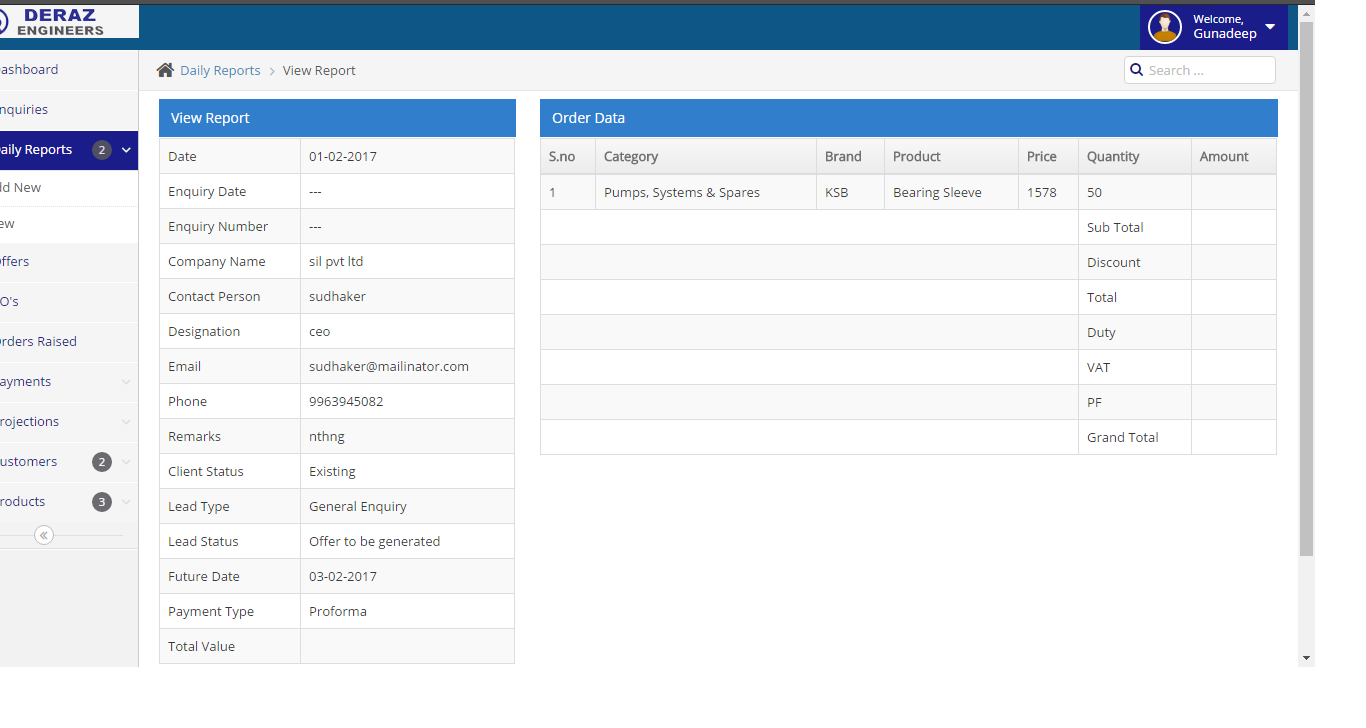 DERAZ
ENGINEERS
Welcome,
Gunadeep
ashboard
nquiries
aily Reports 2
d New
ew
ffers
O's
rders Raised
ayments
rojections
ustomers 2
roducts 3
Daily Reports > View Report
Search ...
View Report
Date 01-02-2017
Enquiry Date ---
Enquiry Number ---
Company Name sil pvt ltd
Contact Person sudhaker
Designation ceo
Email sudhaker@mailinator.com
Phone 9963945082
Remarks nthng
Client Status Existing
Lead Type General Enquiry
Lead Status Offer to be generated
Future Date 03-02-2017
Payment Type Proforma
Total Value
Order Data
S.no Category Brand Product Price Quantity Amount
1 Pumps, Systems & Spares KSB Bearing Sleeve 1578 50
Sub Total
Discount
Total
Duty
VAT
PF
Grand Total